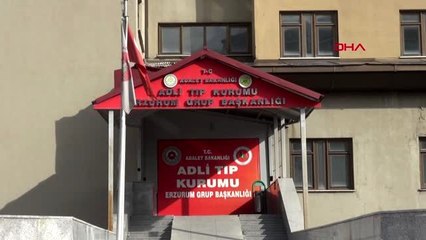 DHA
T.C.
ADALET BAKANLIĞI
ADLİ TIP KURUMU
ERZURUM GRUP BAŞKANLIĞI
T.C.
ADALET BAKANLIĞI
ADLİ TIP
KURUMU
ERZURUM GRUP BAŞKANLIĞI